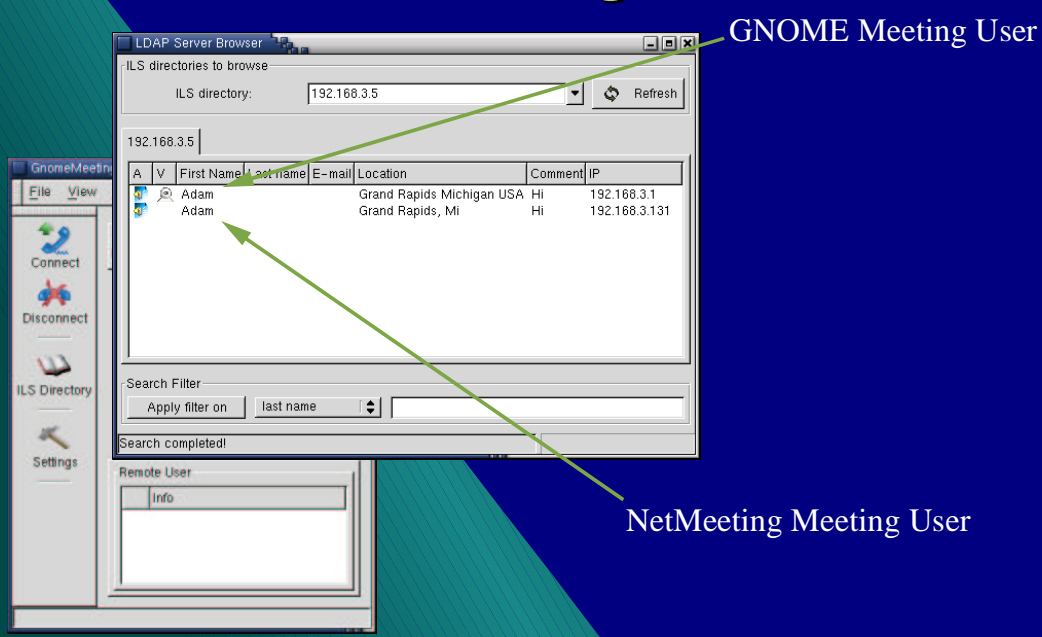 GNOME Meeting User
LDAP Server Browser
ILS directories to browse
ILS directory: 192.168.3.5 Refresh
192.168.3.5
A V First Name Last name E-mail Location Comment IP
Adam Grand Rapids Michigan USA Hi 192.168.3.1
Adam Grand Rapids, Mi Hi 192.168.3.131
Search Filter
Apply filter on last name
Search completed!
File View
Connect
Disconnect
ILS Directory
Settings
Remote User
Info
NetMeeting Meeting User